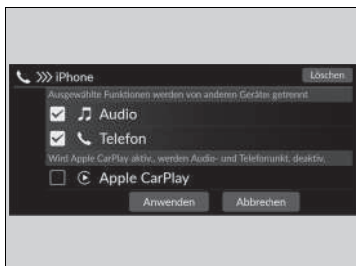 iPhone
Löschen
Ausgewählte Funktionen werden von anderen Geräten getrennt
Audio
Telefon
Wird Apple CarPlay aktiv., werden Audio- und Telefonfunkt. deaktiv.
Apple CarPlay
Anwenden
Abbrechen